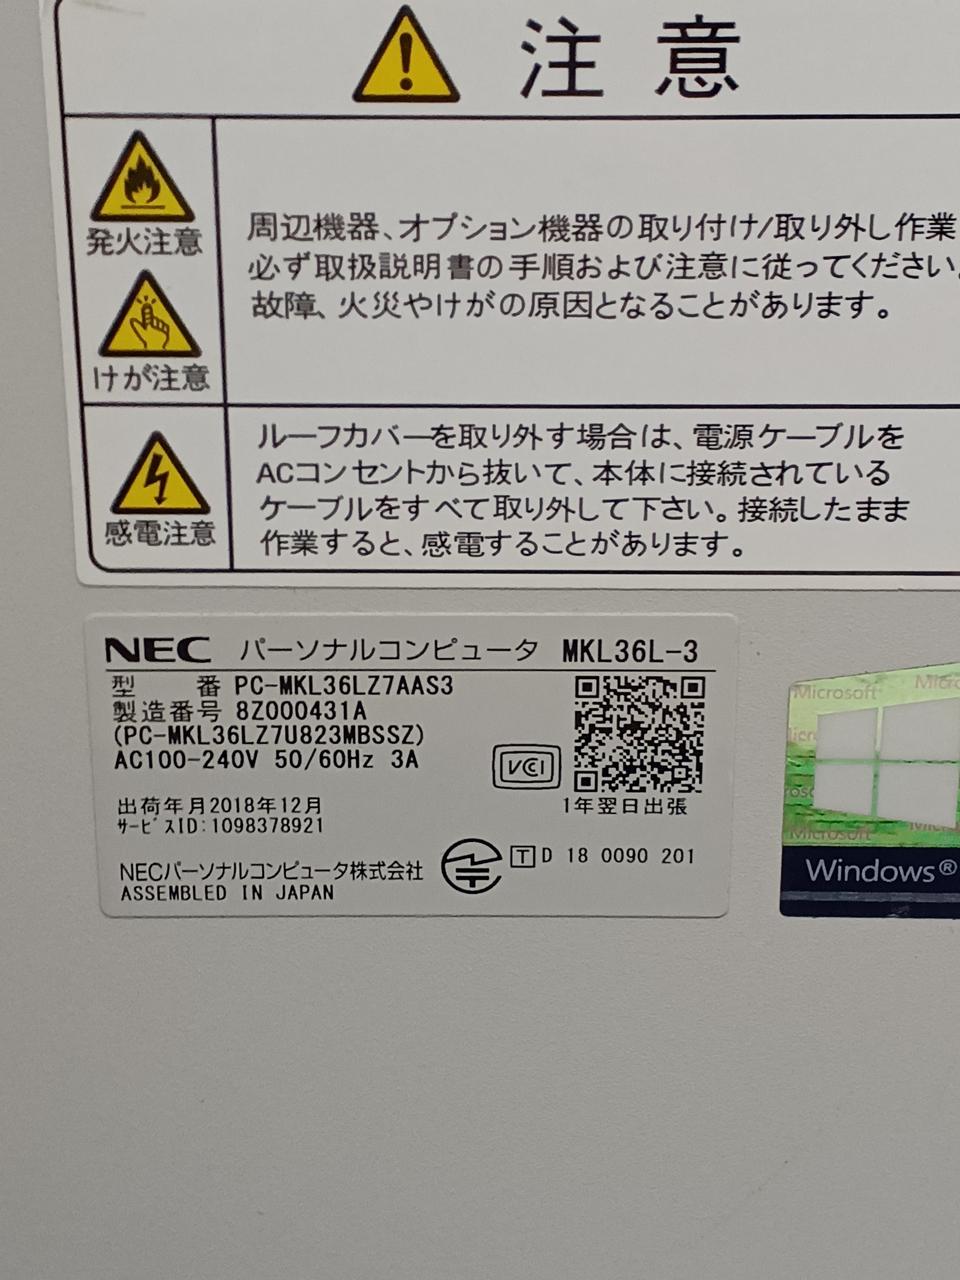 注意
発火注意
けが注意
周辺機器、オプション機器の取り付け/取り外し作業
必ず取扱説明書の手順および注意に従ってください。
故障、火災やけがの原因となることがあります。
感電注意
ルーフカバーを取り外す場合は、電源ケーブルを
ACコンセントから抜いて、本体に接続されている
ケーブルをすべて取り外して下さい。接続したまま
作業すると、感電することがあります。
NEC パーソナルコンピュータ MKL36L-3
型番 PC-MKL36LZ7AAS3
製造番号 8Z000431A
(PC-MKL36LZ7U823MBSSZ)
AC100-240V 50/60Hz 3A
VCCI
出荷年月2018年12月
1年翌日出張
ｻｰﾋﾞｽID:1098378921
T D 18 0090 201
NECパーソナルコンピュータ株式会社
ASSEMBLED IN JAPAN
Microsoft
Microsoft
Windows®